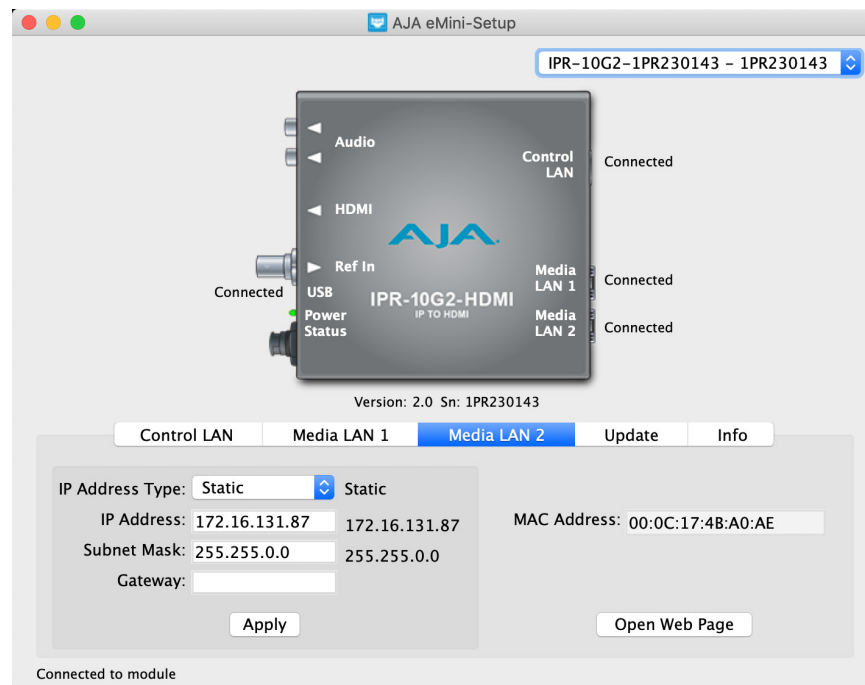 AJA eMini-Setup
IPR-10G2-1PR230143 - 1PR230143
Audio
Control
LAN
Connected
HDMI
AJA
Ref In
Connected
USB
Media
LAN 1
Connected
IPR-10G2-HDMI
IP TO HDMI
Power
Status
Media
LAN 2
Connected
Version: 2.0 Sn: 1PR230143
Control LAN Media LAN 1 Media LAN 2 Update Info
IP Address Type: Static Static
IP Address: 172.16.131.87 172.16.131.87
MAC Address: 00:0C:17:4B:A0:AE
Subnet Mask: 255.255.0.0 255.255.0.0
Gateway:
Apply
Open Web Page
Connected to module